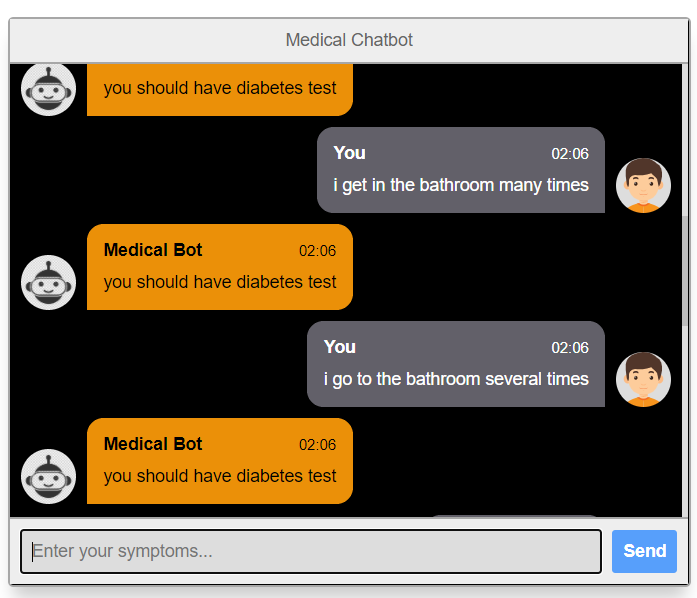 Medical Chatbot
you should have diabetes test
You 02:06
i get in the bathroom many times
Medical Bot 02:06
you should have diabetes test
You 02:06
i go to the bathroom several times
Medical Bot 02:06
you should have diabetes test
Enter your symptoms...
Send